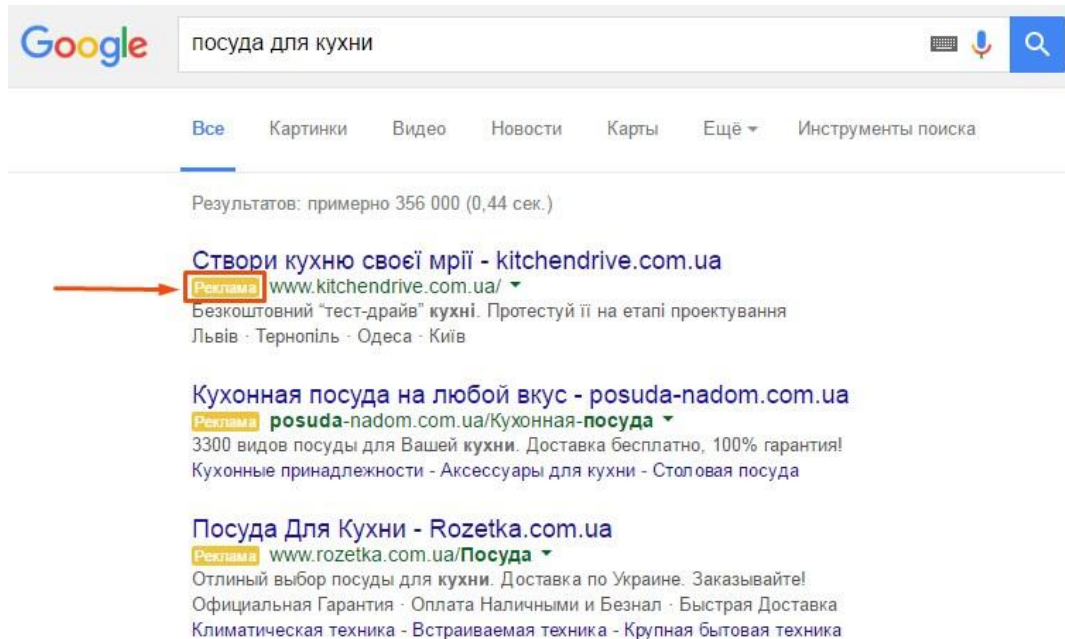 Google посуда для кухни
Все Картинки Видео Новости Карты Ещё Инструменты поиска
Результатов: примерно 356 000 (0,44 сек.)
Створи кухню своєї мрії - kitchendrive.com.ua
Реклама www.kitchendrive.com.ua/
Безкоштовний “тест-драйв” кухні. Протестуй її на етапі проектування
Львів · Тернопіль · Одеса · Київ
Кухонная посуда на любой вкус - posuda-nadom.com.ua
Реклама posuda-nadom.com.ua/Кухонная-посуда
3300 видов посуды для Вашей кухни. Доставка бесплатно, 100% гарантия!
Кухонные принадлежности - Аксессуары для кухни - Столовая посуда
Посуда Для Кухни - Rozetka.com.ua
Реклама www.rozetka.com.ua/Посуда
Отлиный выбор посуды для кухни. Доставка по Украине. Заказывайте!
Официальная Гарантия · Оплата Наличными и Безнал · Быстрая Доставка
Климатическая техника - Встраиваемая техника - Крупная бытовая техника